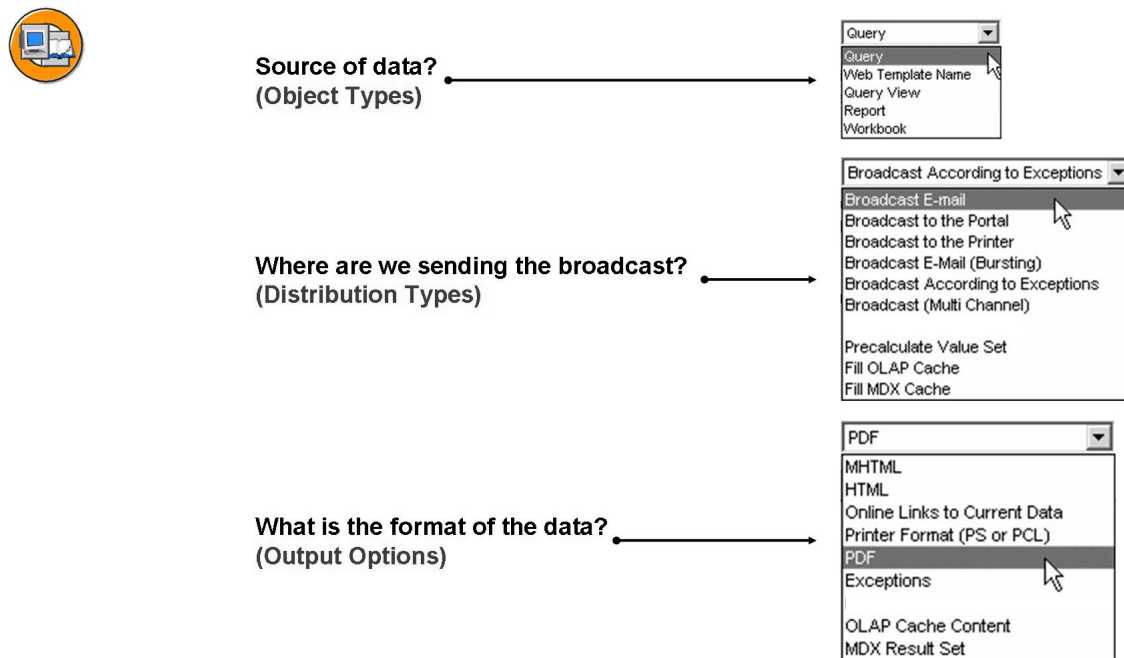 Source of data?
(Object Types)
Query
Query
Web Template Name
Query View
Report
Workbook
Where are we sending the broadcast?
(Distribution Types)
Broadcast According to Exceptions
Broadcast E-mail
Broadcast to the Portal
Broadcast to the Printer
Broadcast E-Mail (Bursting)
Broadcast According to Exceptions
Broadcast (Multi Channel)
Precalculate Value Set
Fill OLAP Cache
Fill MDX Cache
What is the format of the data?
(Output Options)
PDF
MHTML
HTML
Online Links to Current Data
Printer Format (PS or PCL)
PDF
Exceptions
OLAP Cache Content
MDX Result Set